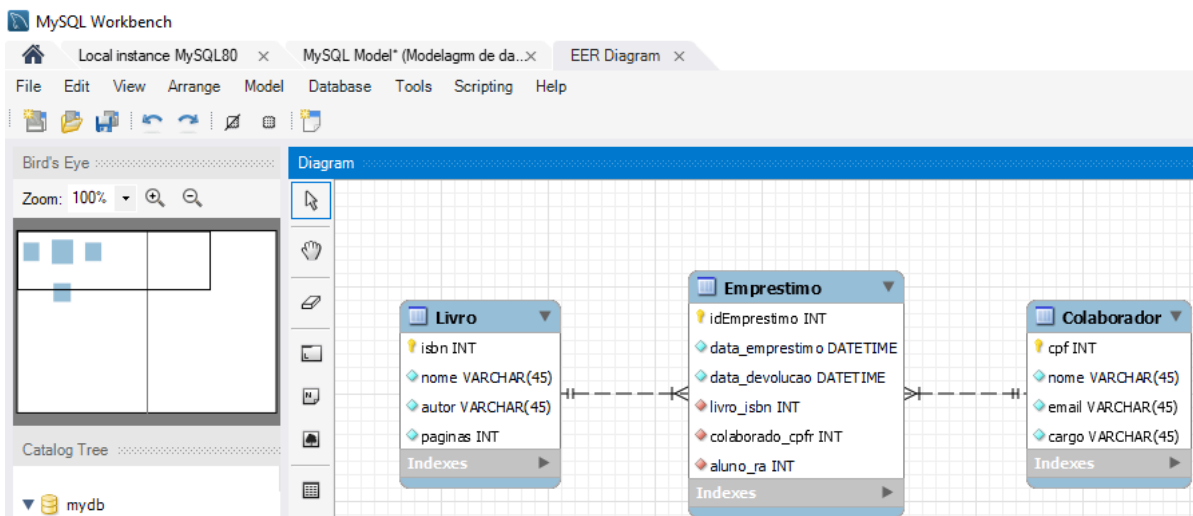 MySQL Workbench
Local instance MySQL80 × MySQL Model* (Modelagm de da...× EER Diagram ×
File Edit View Arrange Model Database Tools Scripting Help
Bird's Eye
Zoom: 100%
Catalog Tree
mydb
Diagram
Livro
isbn INT
nome VARCHAR(45)
autor VARCHAR(45)
paginas INT
Indexes
Emprestimo
idEmprestimo INT
data_emprestimo DATETIME
data_devolucao DATETIME
livro_isbn INT
colaborado_cpfr INT
aluno_ra INT
Indexes
Colaborador
cpf INT
nome VARCHAR(45)
email VARCHAR(45)
cargo VARCHAR(45)
Indexes